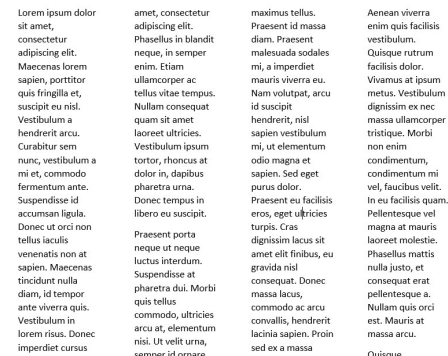 Lorem ipsum dolor
sit amet,
consectetur
adipiscing elit.
Maecenas lorem
sapien, porttitor
quis fringilla et,
suscipit eu nisl.
Vestibulum a
hendrerit arcu.
Curabitur sem
nunc, vestibulum a
mi et, commodo
fermentum ante.
Suspendisse id
accumsan ligula.
Donec ut orci non
tellus iaculis
venenatis non at
sapien. Maecenas
tincidunt nulla
diam, id tempor
ante viverra quis.
Vestibulum in
lorem risus. Donec
imperdiet cursus
amet, consectetur
adipiscing elit.
Phasellus in blandit
neque, in semper
enim. Etiam
ullamcorper ac
tellus vitae tempus.
Nullam consequat
quam sit amet
laoreet ultricies.
Vestibulum ipsum
tortor, rhoncus at
dolor in, dapibus
pharetra urna.
Donec tempus in
libero eu suscipit.
Praesent porta
neque ut neque
luctus interdum.
Suspendisse at
pharetra dui. Morbi
quis tellus
commodo, ultricies
arcu at, elementum
nisi. Ut velit urna,
semper id ornare
maximus tellus.
Praesent id massa
diam. Praesent
malesuada sodales
mi, a imperdiet
mauris viverra eu.
Nam volutpat, arcu
id suscipit
hendrerit, nisl
sapien vestibulum
mi, ut elementum
odio magna et
sapien. Sed eget
purus dolor.
Praesent eu facilisis
eros, eget ultricies
turpis. Cras
dignissim lacus sit
amet elit finibus, eu
gravida nisl
consequat. Donec
massa lacus,
commodo ac arcu
convallis, hendrerit
lacinia sapien. Proin
sed ex a massa
Aenean viverra
enim quis facilisis
vestibulum.
Quisque rutrum
facilisis dolor.
Vivamus at ipsum
metus. Vestibulum
dignissim ex nec
massa ullamcorper
tristique. Morbi
non enim
condimentum,
condimentum mi
vel, faucibus velit.
In eu facilisis quam.
Pellentesque vel
magna at mauris
laoreet molestie.
Phasellus mattis
nulla justo, et
consequat erat
pellentesque a.
Nullam quis orci
est. Mauris at
massa arcu.
Quisque